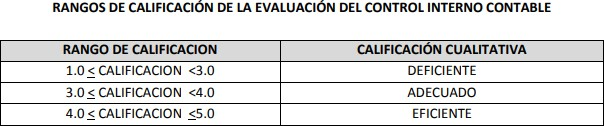 RANGOS DE CALIFICACIÓN DE LA EVALUACIÓN DEL CONTROL INTERNO CONTABLE
RANGO DE CALIFICACION CALIFICACIÓN CUALITATIVA
1.0 ≤ CALIFICACION <3.0 DEFICIENTE
3.0 ≤ CALIFICACION <4.0 ADECUADO
4.0 ≤ CALIFICACION ≤5.0 EFICIENTE